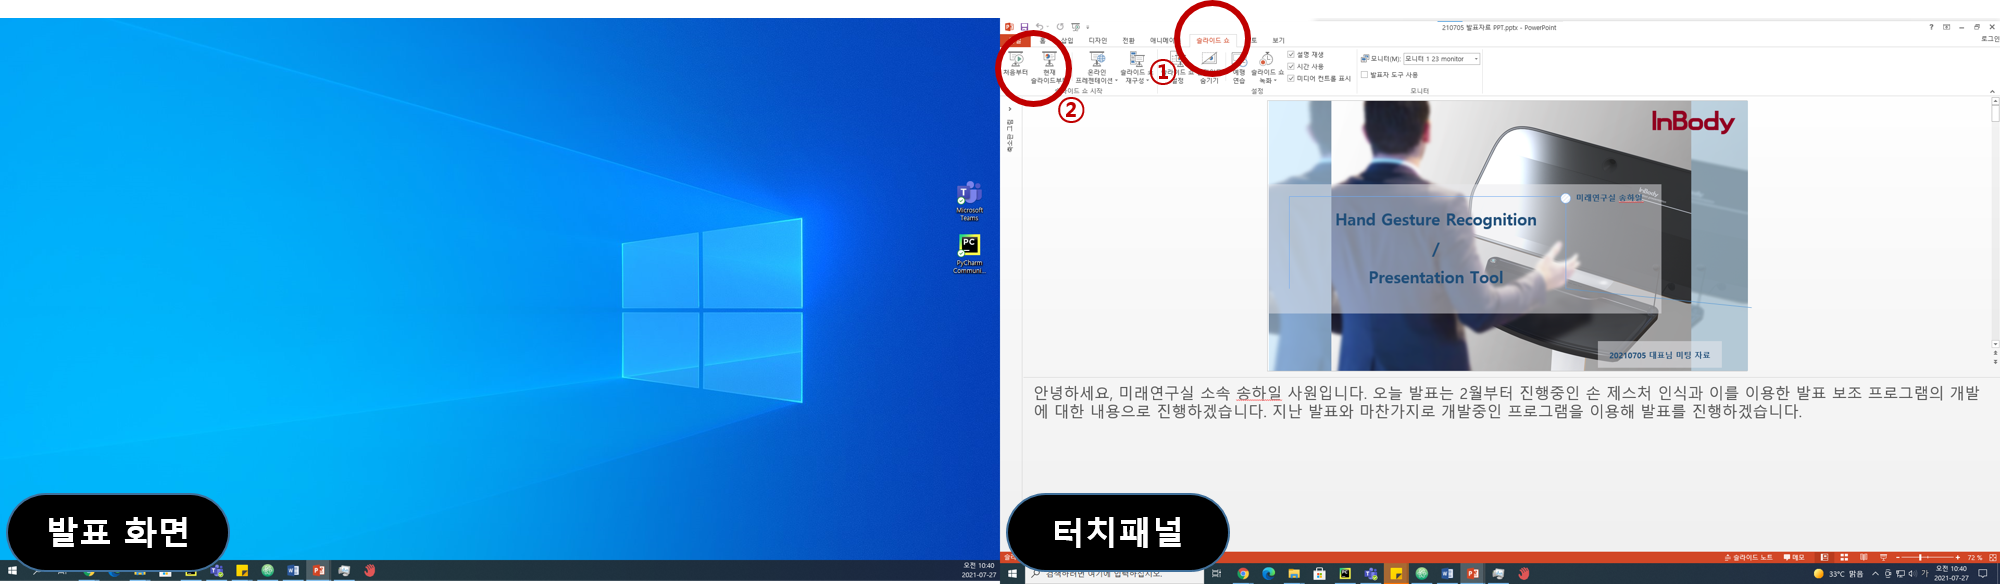 Microsoft
Teams
PC
PyCharm
Communi...
발표 화면
오전 10:40
2021-07-27
210705 발표자료 PPT.pptx - PowerPoint
로그인
홈 삽입 디자인 전환 애니메이 슬라이드 쇼 보기
처음부터
현재
슬라이드부
온라인
프레젠테이션
슬라이드
재구성
설정
숨기기
예행
연습
슬라이드 쇼
녹화
설명 재생
시간 사용
미디어 컨트롤 표시
모니터(M): 모니터 1 23 monitor
발표자 도구 사용
이드 쇼 시작
설정
모니터
①
②
축소판 그림
InBody
미래연구실 송하일
Hand Gesture Recognition
/
Presentation Tool
20210705 대표님 미팅 자료
안녕하세요, 미래연구실 소속 송하일 사원입니다. 오늘 발표는 2월부터 진행중인 손 제스처 인식과 이를 이용한 발표 보조 프로그램의 개발
에 대한 내용으로 진행하겠습니다. 지난 발표와 마찬가지로 개발중인 프로그램을 이용해 발표를 진행하겠습니다.
터치패널
슬라이드 노트 메모
72 %
검색하려면 여기에 입력하십시오.
33°C 맑음
가
오전 10:40
2021-07-27